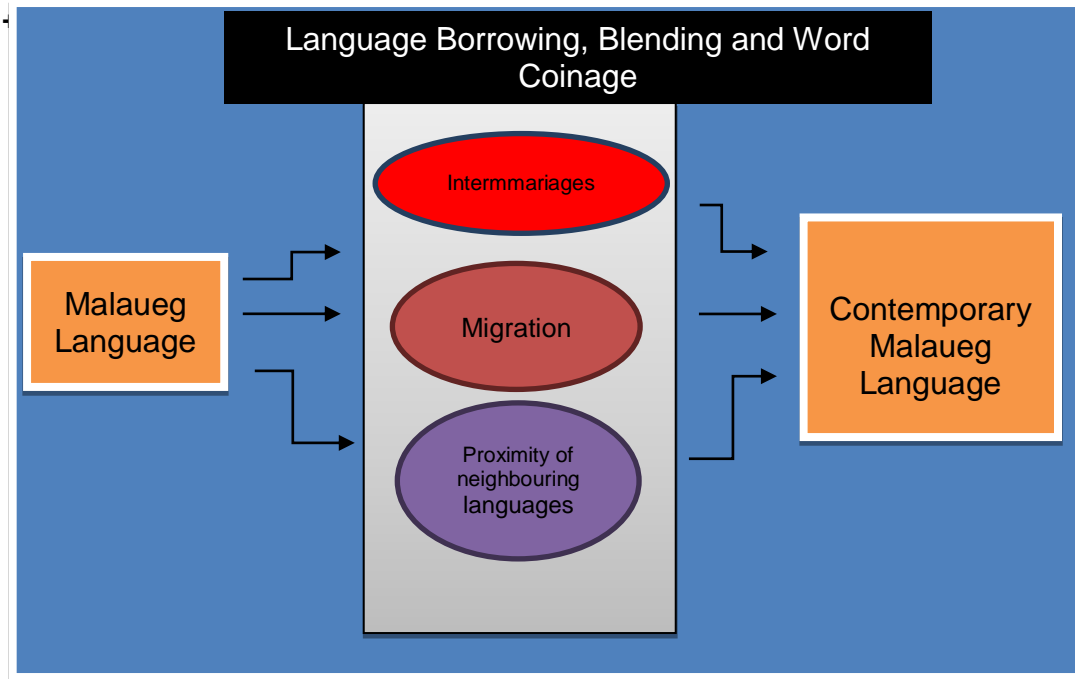 Language Borrowing, Blending and Word
Coinage
Intermmariages
Malaueg
Language
Migration
Contemporary
Malaueg
Language
Proximity of
neighbouring
languages